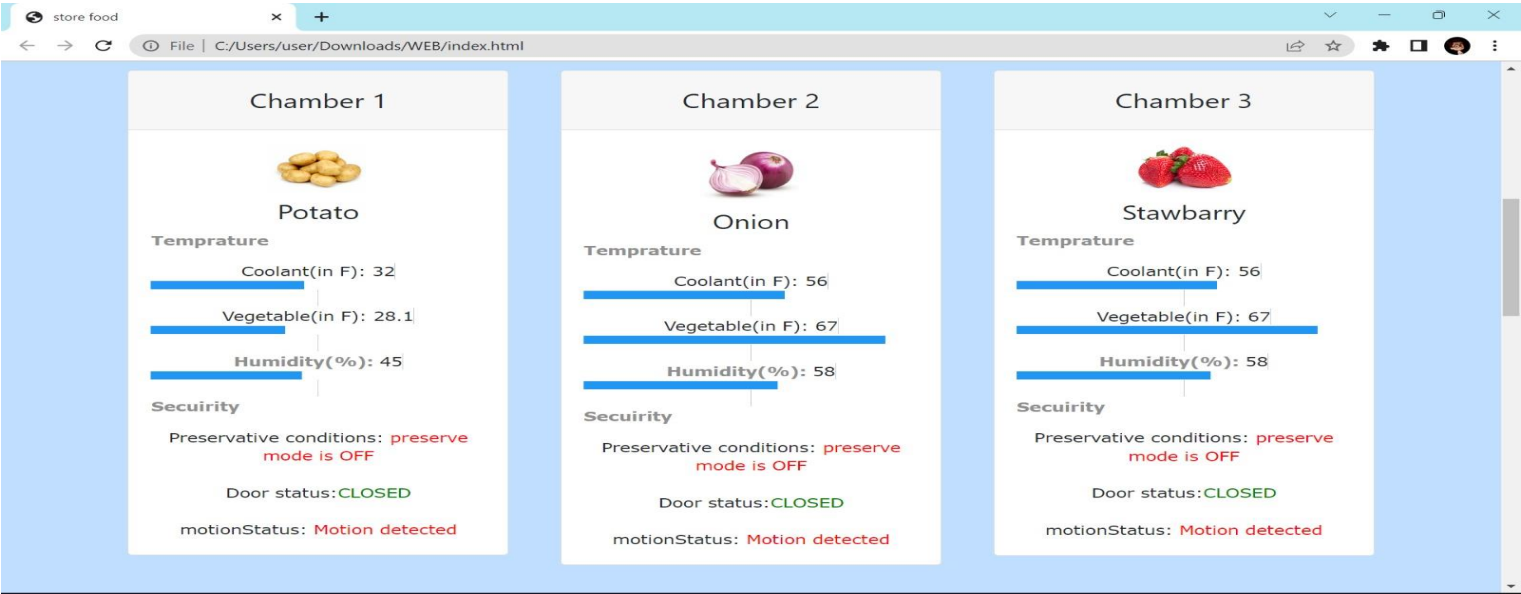 store food
File | C:/Users/user/Downloads/WEB/index.html
Chamber 1
Potato
Temprature
Coolant(in F): 32
Vegetable(in F): 28.1
Humidity(%): 45
Secuirity
Preservative conditions: preserve
mode is OFF
Door status:CLOSED
motionStatus: Motion detected
Chamber 2
Onion
Temprature
Coolant(in F): 56
Vegetable(in F): 67
Humidity(%): 58
Secuirity
Preservative conditions: preserve
mode is OFF
Door status:CLOSED
motionStatus: Motion detected
Chamber 3
Stawbarry
Temprature
Coolant(in F): 56
Vegetable(in F): 67
Humidity(%): 58
Secuirity
Preservative conditions: preserve
mode is OFF
Door status:CLOSED
motionStatus: Motion detected